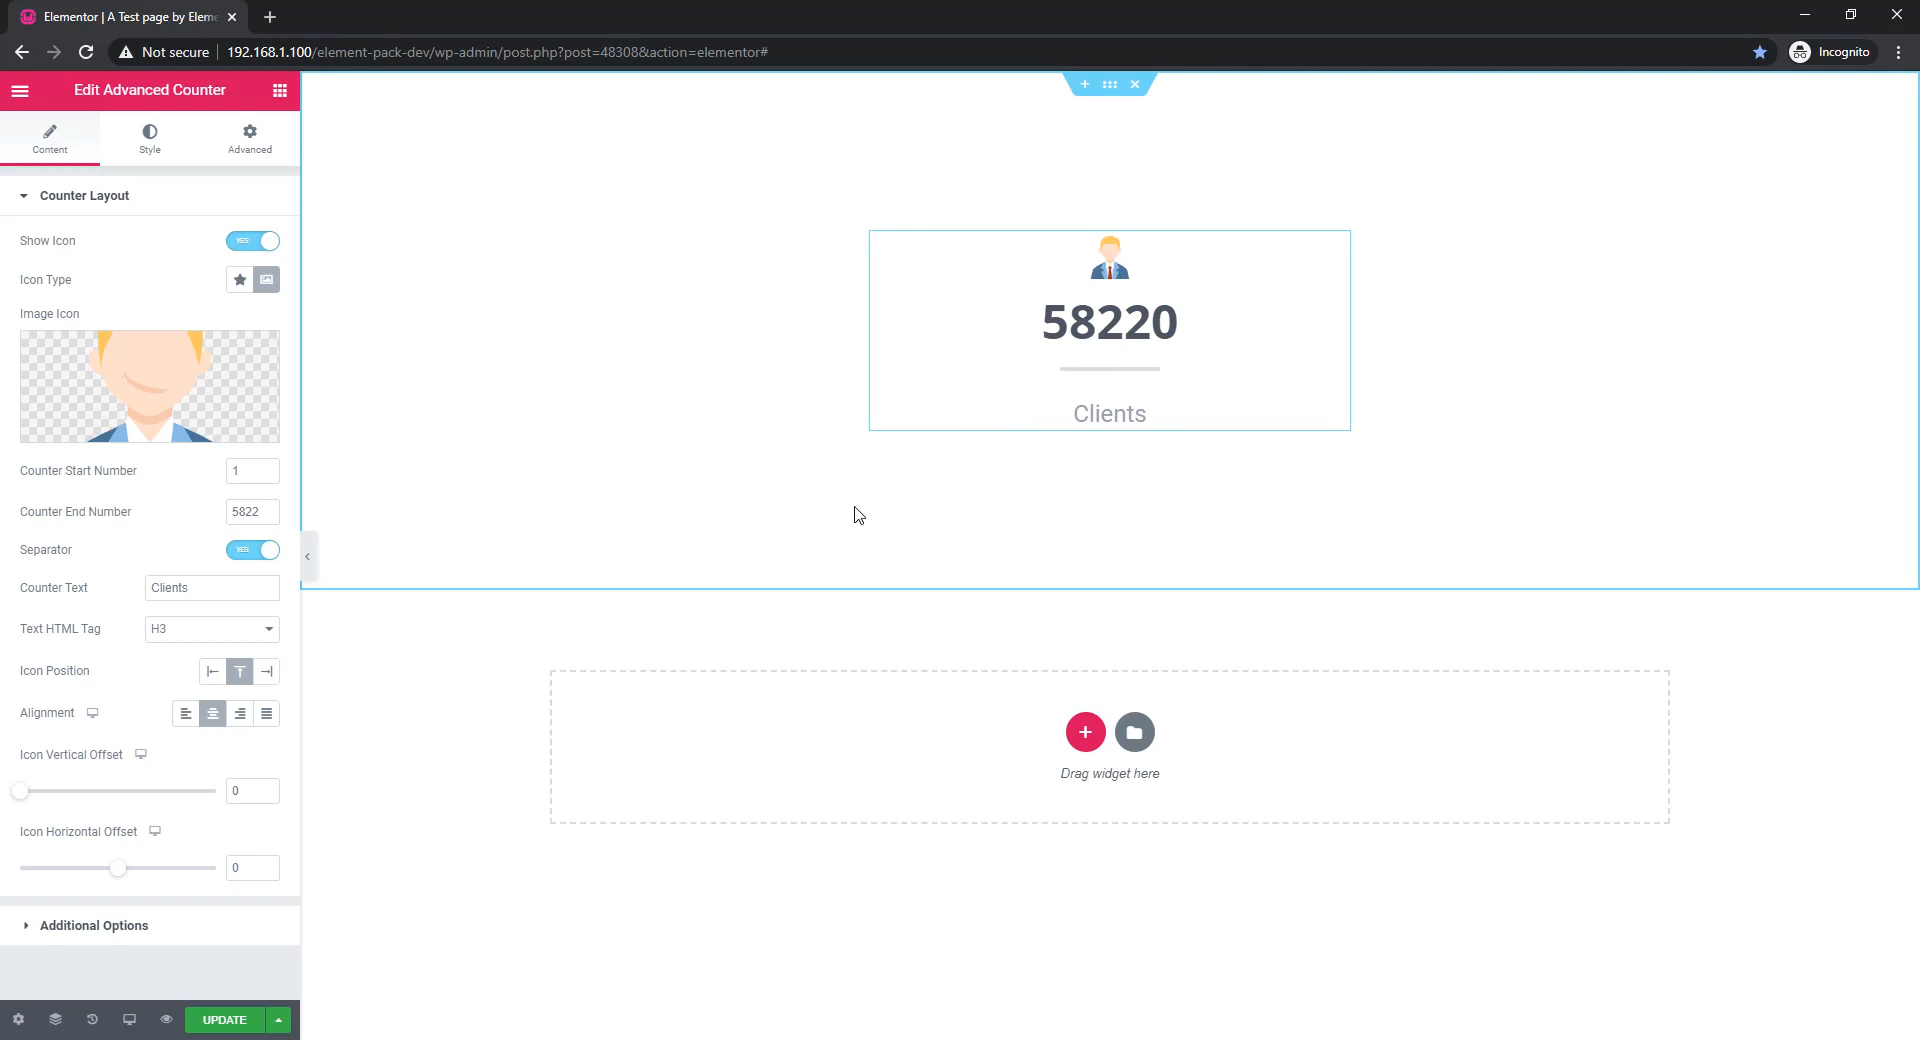 Elementor | A Test page by Eleme
Not secure
192.168.1.100/element-pack-dev/wp-admin/post.php?post=48308&action=elementor#
Incognito
Edit Advanced Counter
Content
Style
Advanced
Counter Layout
Show Icon
YES
Icon Type
Image Icon
Counter Start Number
1
Counter End Number
5822
Separator
YES
Counter Text
Clients
Text HTML Tag
H3
Icon Position
Alignment
Icon Vertical Offset
0
Icon Horizontal Offset
0
Additional Options
UPDATE
58220
Clients
Drag widget here